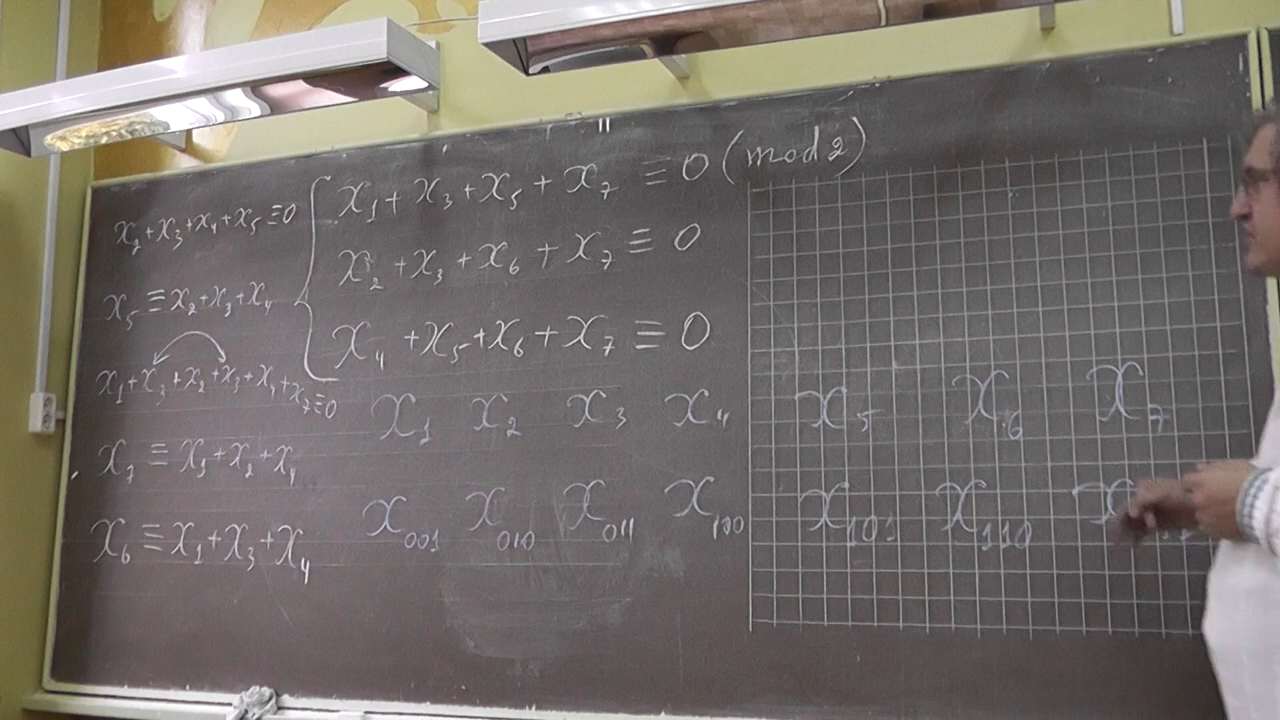 x₂+x₃+x₄+x₅≡0
x₅≡x₂+x₃+x₄
x₁+x₃+x₂+x₃+x₄+x₇≡0
x₇≡x₁+x₂+x₄
x₆≡x₁+x₃+x₄
x₁+x₃+x₅+x₇≡0(mod2)
x₂+x₃+x₆+x₇≡0
x₄+x₅+x₆+x₇≡0
x₁ x₂ x₃ x₄ x₅ x₆ x₇
x₀₀₁ x₀₁₀ x₀₁₁ x₁₀₀ x₁₀₁ x₁₁₀